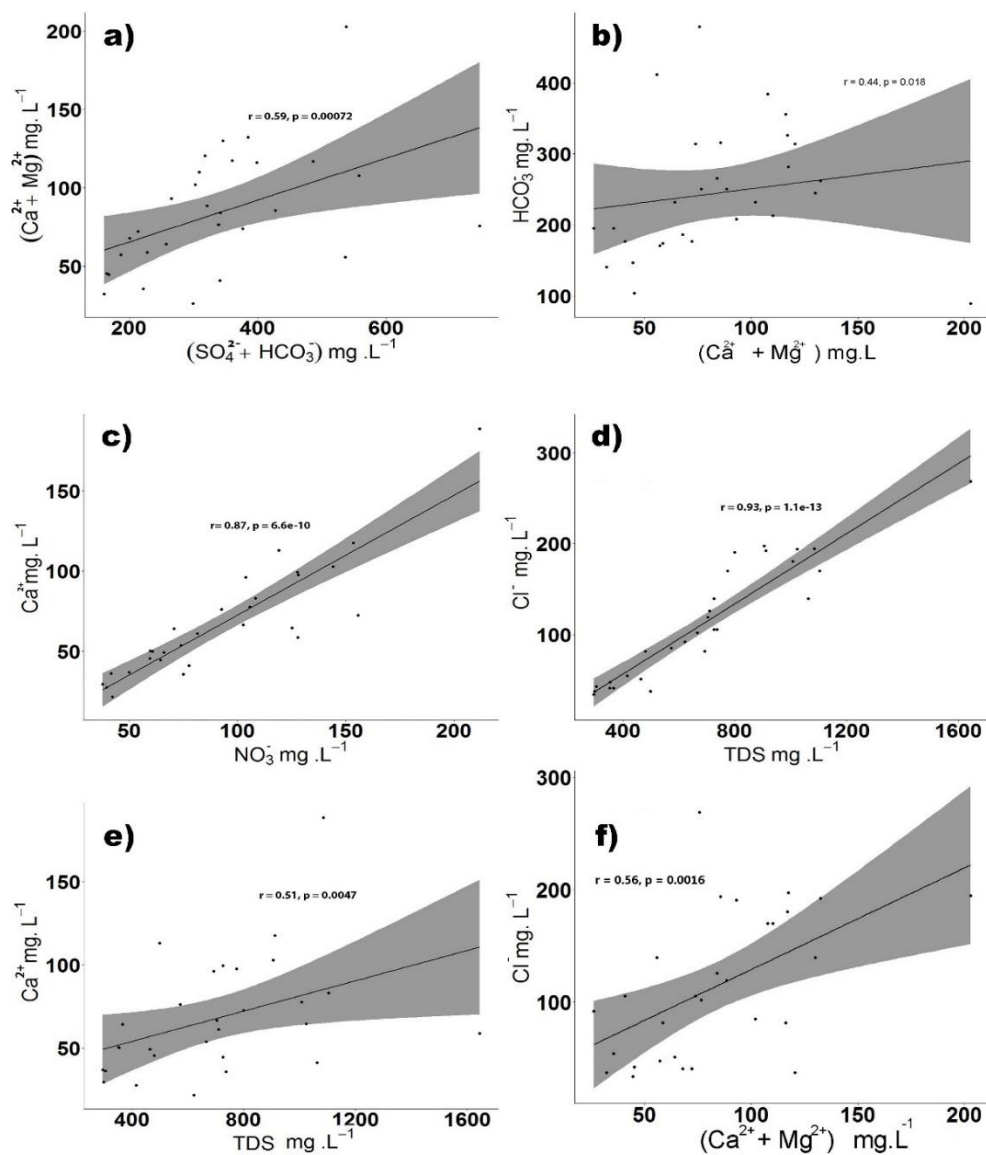 a)
r = 0.59, p = 0.00072
(Ca²⁺ + Mg²⁺) mg. L⁻¹
200
150
100
50
200 400 600
(SO₄²⁻ + HCO₃⁻) mg .L⁻¹
b)
r = 0.44, p = 0.018
HCO₃⁻ mg. L⁻¹
400
300
200
100
50 100 150 200
(Ca²⁺ + Mg²⁺) mg.L
c)
r = 0.87, p = 6.6e-10
Ca²⁺ mg. L⁻¹
150
100
50
50 100 150 200
NO₃⁻ mg .L⁻¹
d)
r = 0.93, p = 1.1e-13
Cl⁻ mg. L⁻¹
300
200
100
400 800 1200 1600
TDS mg .L⁻¹
e)
r = 0.51, p = 0.0047
Ca²⁺ mg. L⁻¹
150
100
50
400 800 1200 1600
TDS mg .L⁻¹
f)
r = 0.56, p = 0.0016
Cl⁻ mg. L⁻¹
300
200
100
50 100 150 200
(Ca²⁺ + Mg²⁺) mg.L⁻¹